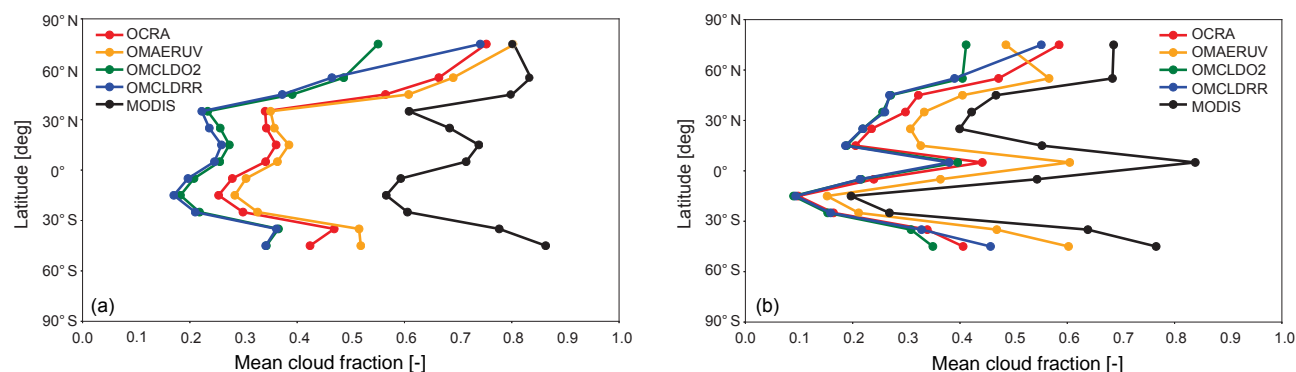 90° N
60° N
30° N
0°
30° S
60° S
90° S
Latitude [deg]
OCRA
OMAERUV
OMCLDO2
OMCLDRR
MODIS
(a)
0.0 0.1 0.2 0.3 0.4 0.5 0.6 0.7 0.8 0.9 1.0
Mean cloud fraction [-]
90° N
60° N
30° N
0°
30° S
60° S
90° S
Latitude [deg]
OCRA
OMAERUV
OMCLDO2
OMCLDRR
MODIS
(b)
0.0 0.1 0.2 0.3 0.4 0.5 0.6 0.7 0.8 0.9 1.0
Mean cloud fraction [-]